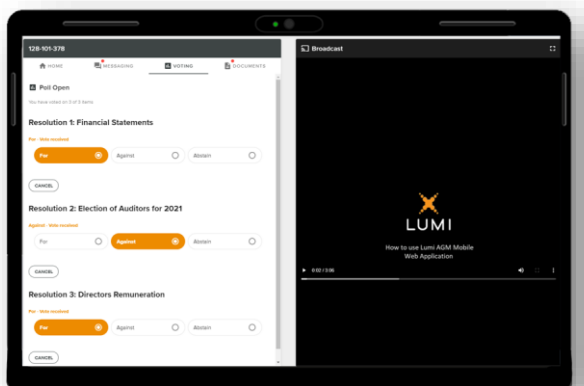 128-101-378
HOME
MESSAGING
VOTING
DOCUMENTS
Poll Open
You have voted on 3 of 3 items
Resolution 1: Financial Statements
For - Vote received
For
Against
Abstain
CANCEL
Resolution 2: Election of Auditors for 2021
Against - Vote received
For
Against
Abstain
CANCEL
Resolution 3: Directors Remuneration
For - Vote received
For
Against
Abstain
CANCEL
Broadcast
LUMI
How to use Lumi AGM Mobile
Web Application
0:02 / 5:06